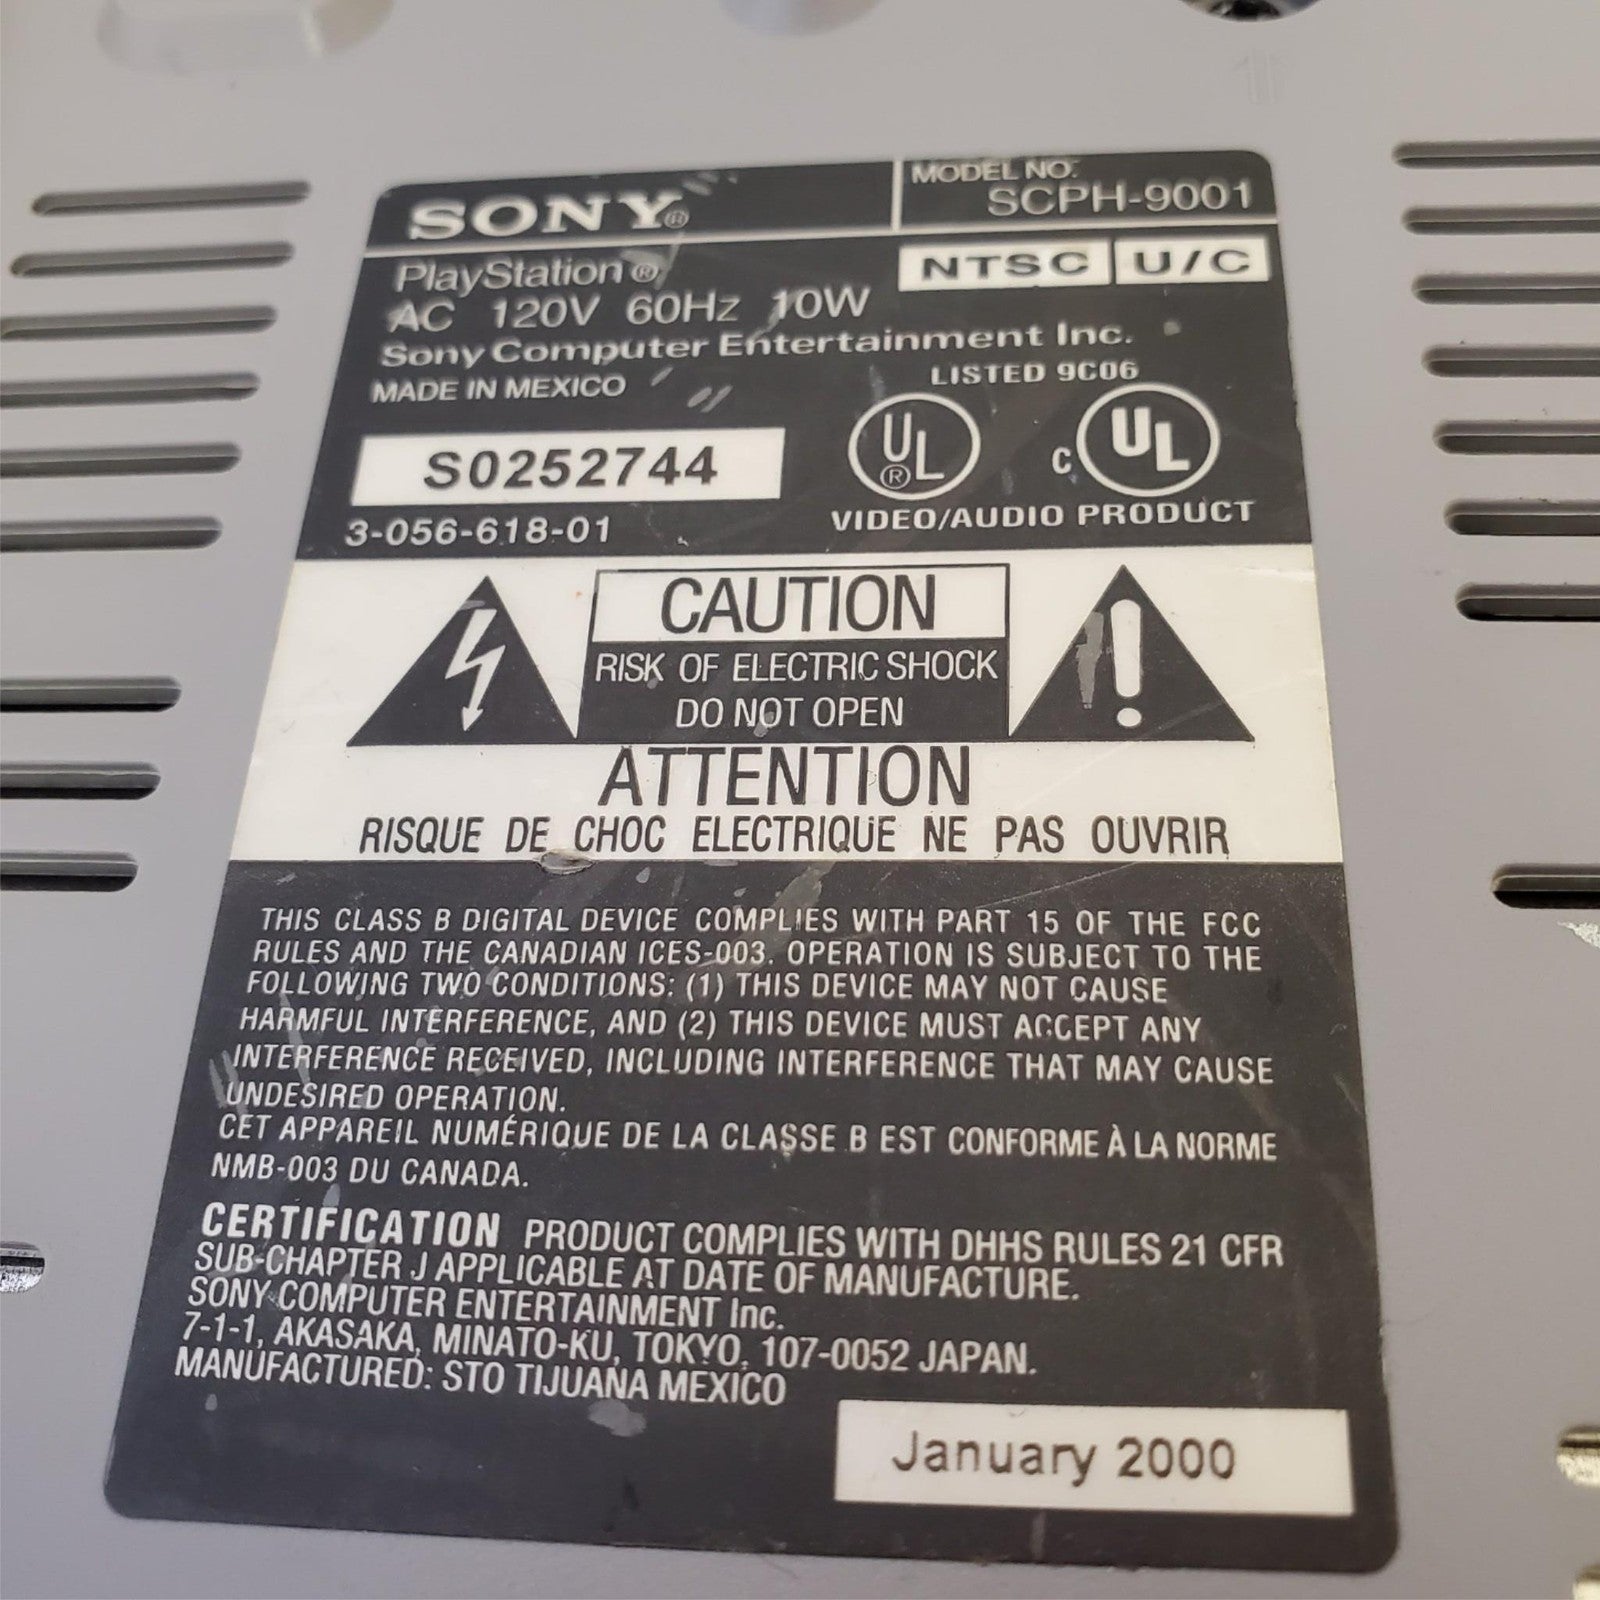 SONY®
MODEL NO.
SCPH-9001
PlayStation®
NTSC U/C
AC 120V 60Hz 10W
Sony Computer Entertainment Inc.
MADE IN MEXICO
LISTED 9C06
UL®
C UL
S0252744
3-056-618-01
VIDEO/AUDIO PRODUCT
CAUTION
RISK OF ELECTRIC SHOCK
DO NOT OPEN
ATTENTION
RISQUE DE CHOC ELECTRIQUE NE PAS OUVRIR
THIS CLASS B DIGITAL DEVICE COMPLIES WITH PART 15 OF THE FCC
RULES AND THE CANADIAN ICES-003. OPERATION IS SUBJECT TO THE
FOLLOWING TWO CONDITIONS: (1) THIS DEVICE MAY NOT CAUSE
HARMFUL INTERFERENCE, AND (2) THIS DEVICE MUST ACCEPT ANY
INTERFERENCE RECEIVED, INCLUDING INTERFERENCE THAT MAY CAUSE
UNDESIRED OPERATION.
CET APPAREIL NUMÉRIQUE DE LA CLASSE B EST CONFORME À LA NORME
NMB-003 DU CANADA.
CERTIFICATION PRODUCT COMPLIES WITH DHHS RULES 21 CFR
SUB-CHAPTER J APPLICABLE AT DATE OF MANUFACTURE.
SONY COMPUTER ENTERTAINMENT Inc.
7-1-1, AKASAKA, MINATO-KU, TOKYO, 107-0052 JAPAN.
MANUFACTURED: STO TIJUANA MEXICO
January 2000